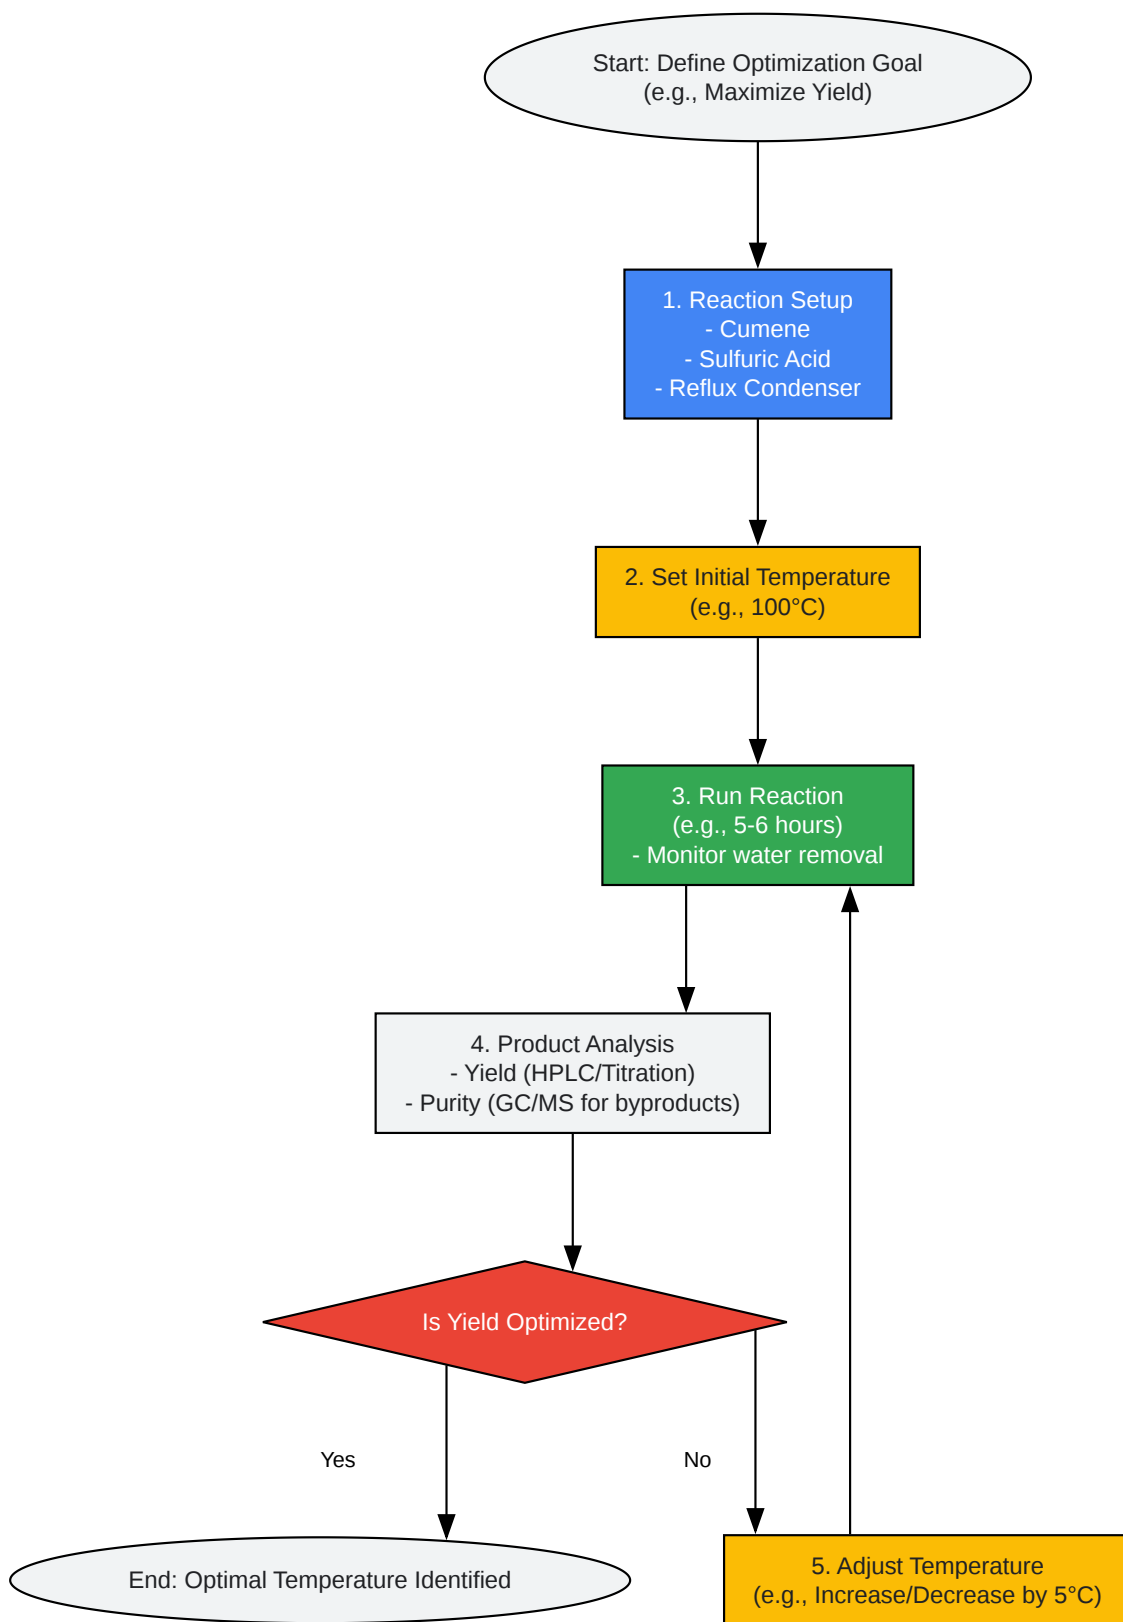 Start: Define Optimization Goal
(e.g., Maximize Yield)
1. Reaction Setup
- Cumene
- Sulfuric Acid
- Reflux Condenser
2. Set Initial Temperature
(e.g., 100°C)
3. Run Reaction
(e.g., 5-6 hours)
- Monitor water removal
4. Product Analysis
- Yield (HPLC/Titration)
- Purity (GC/MS for byproducts)
Is Yield Optimized?
Yes
No
End: Optimal Temperature Identified
5. Adjust Temperature
(e.g., Increase/Decrease by 5°C)